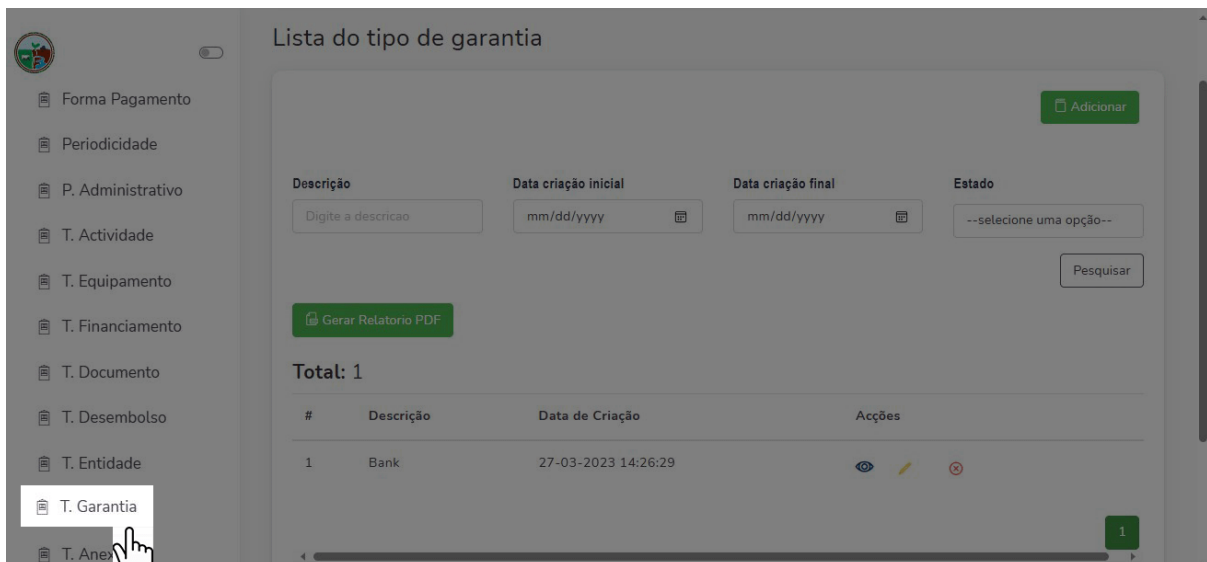 Lista do tipo de garantia
Forma Pagamento
Periodicidade
P. Administrativo
T. Actividade
T. Equipamento
T. Financiamento
T. Documento
T. Desembolso
T. Entidade
T. Garantia
Adicionar
Descrição Data criação inicial Data criação final Estado
Digite a descricao mm/dd/yyyy mm/dd/yyyy --selecione uma opção--
Pesquisar
Gerar Relatorio PDF
Total: 1
# Descrição Data de Criação Acções
1 Bank 27-03-2023 14:26:29
1